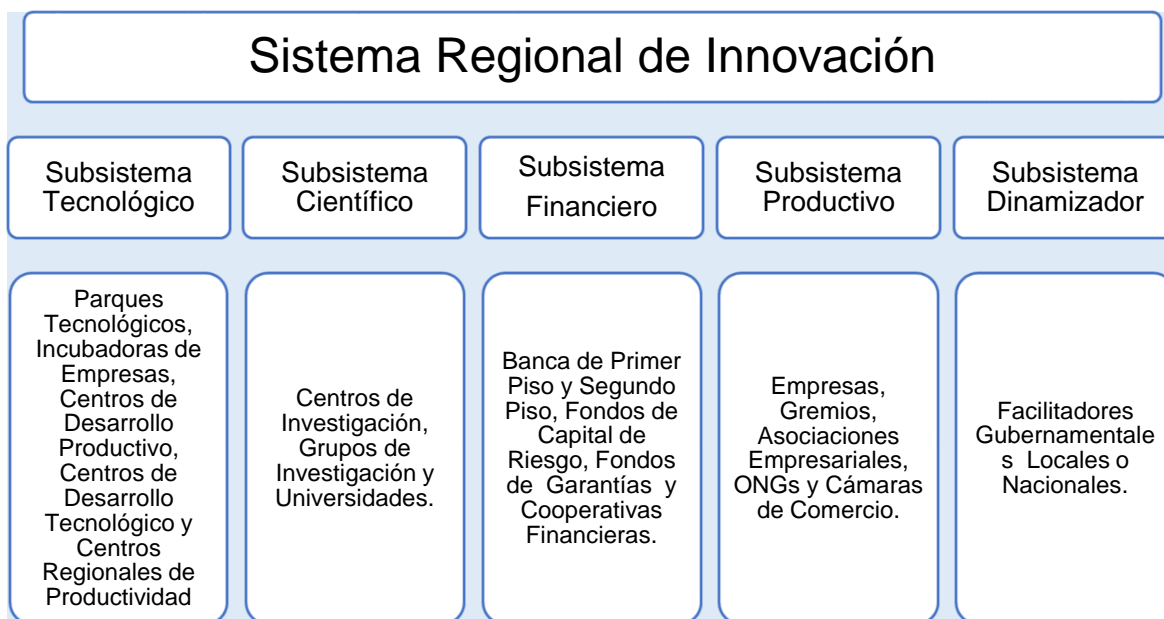 Sistema Regional de Innovación
Subsistema
Tecnológico
Subsistema
Científico
Subsistema
Financiero
Subsistema
Productivo
Subsistema
Dinamizador
Parques
Tecnológicos,
Incubadoras de
Empresas,
Centros de
Desarrollo
Productivo,
Centros de
Desarrollo
Tecnológico y
Centros
Regionales de
Productividad
Centros de
Investigación,
Grupos de
Investigación y
Universidades.
Banca de Primer
Piso y Segundo
Piso, Fondos de
Capital de
Riesgo, Fondos
de Garantías y
Cooperativas
Financieras.
Empresas,
Gremios,
Asociaciones
Empresariales,
ONGs y Cámaras
de Comercio.
Facilitadores
Gubernamentale
s Locales o
Nacionales.